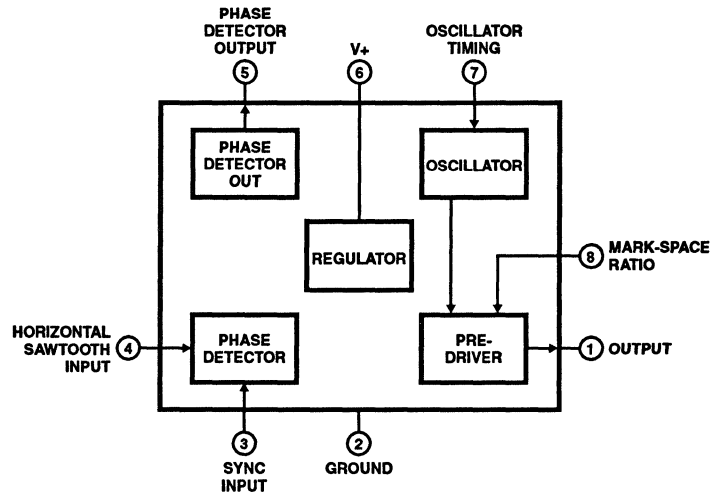 PHASE
DETECTOR
OUTPUT
5
V+
6
OSCILLATOR
TIMING
7
PHASE
DETECTOR
OUT
OSCILLATOR
REGULATOR
8
MARK-SPACE
RATIO
HORIZONTAL
SAWTOOTH
INPUT
4
PHASE
DETECTOR
PRE-
DRIVER
1
OUTPUT
3
SYNC
INPUT
2
GROUND